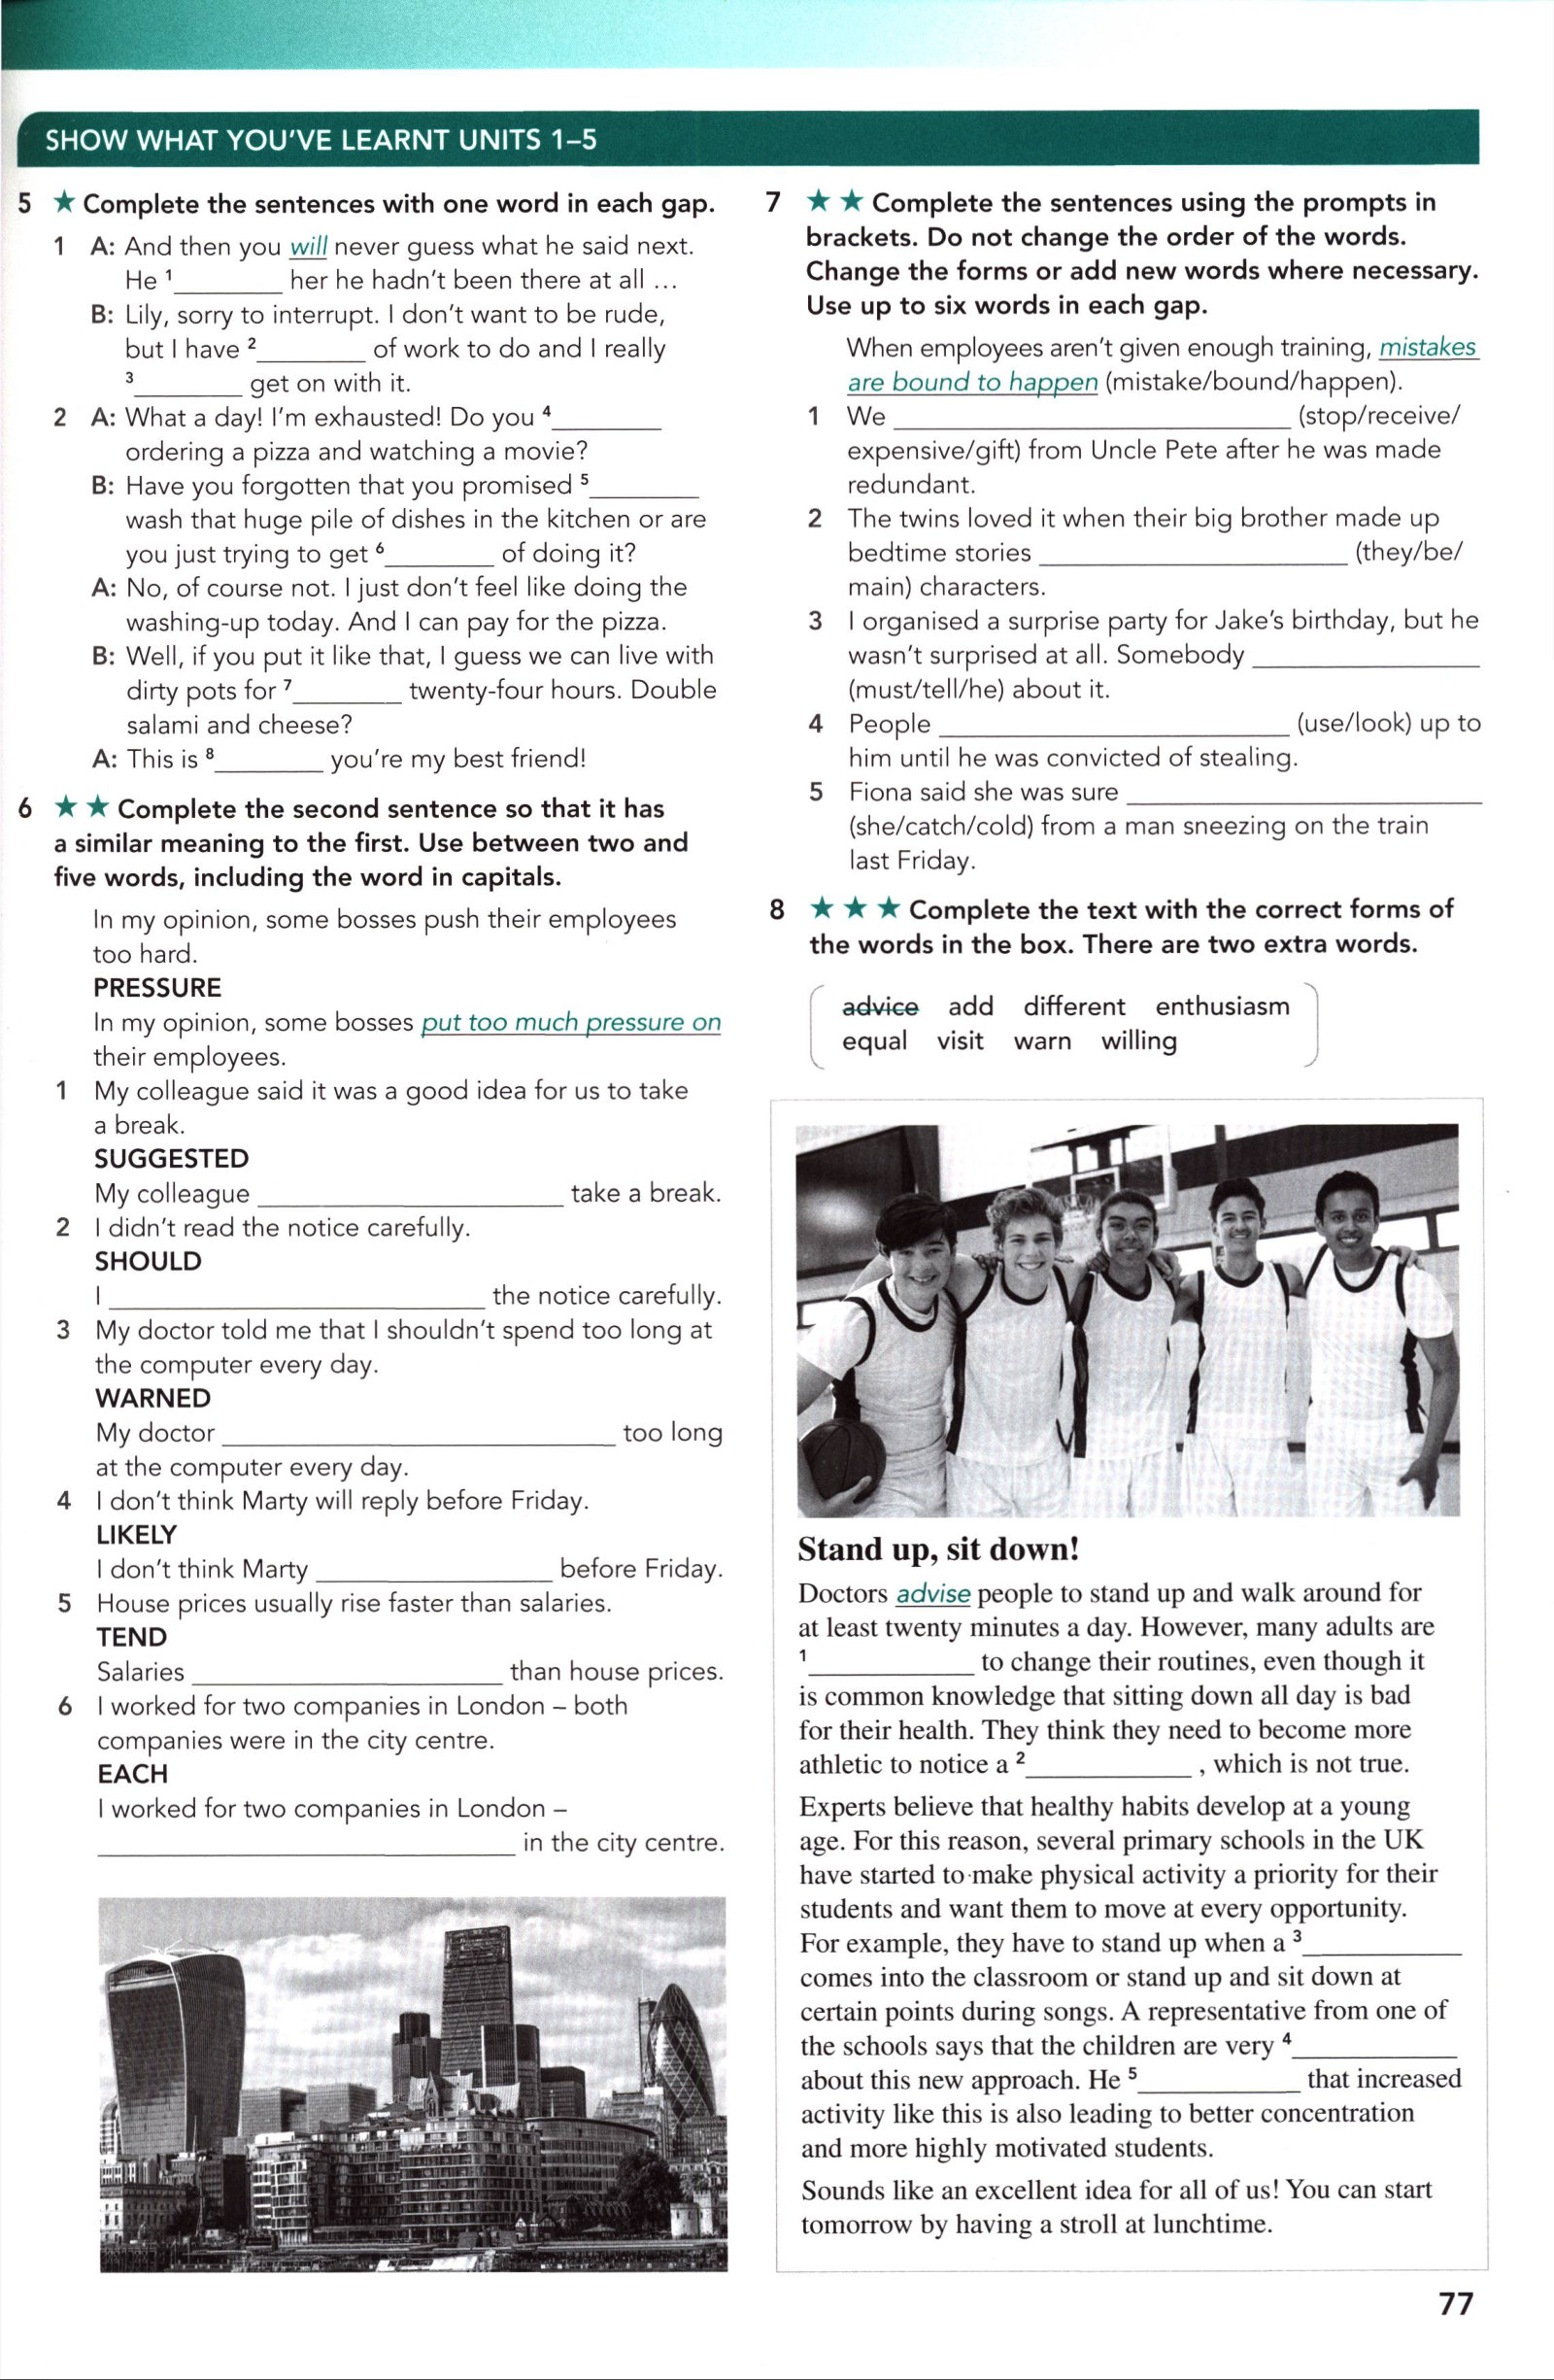 SHOW WHAT YOU'VE LEARNT UNITS 1–5
5 ★ Complete the sentences with one word in each gap.
1 A: And then you will never guess what he said next.
He ¹________ her he hadn't been there at all ...
B: Lily, sorry to interrupt. I don't want to be rude,
but I have ²________ of work to do and I really
³________ get on with it.
2 A: What a day! I'm exhausted! Do you ⁴________
ordering a pizza and watching a movie?
B: Have you forgotten that you promised ⁵________
wash that huge pile of dishes in the kitchen or are
you just trying to get ⁶________ of doing it?
A: No, of course not. I just don't feel like doing the
washing-up today. And I can pay for the pizza.
B: Well, if you put it like that, I guess we can live with
dirty pots for ⁷________ twenty-four hours. Double
salami and cheese?
A: This is ⁸________ you're my best friend!
6 ★ ★ Complete the second sentence so that it has
a similar meaning to the first. Use between two and
five words, including the word in capitals.
In my opinion, some bosses push their employees
too hard.
PRESSURE
In my opinion, some bosses put too much pressure on
their employees.
1 My colleague said it was a good idea for us to take
a break.
SUGGESTED
My colleague ________ take a break.
2 I didn't read the notice carefully.
SHOULD
I ________ the notice carefully.
3 My doctor told me that I shouldn't spend too long at
the computer every day.
WARNED
My doctor ________ too long
at the computer every day.
4 I don't think Marty will reply before Friday.
LIKELY
I don't think Marty ________ before Friday.
5 House prices usually rise faster than salaries.
TEND
Salaries ________ than house prices.
6 I worked for two companies in London – both
companies were in the city centre.
EACH
I worked for two companies in London –
________ in the city centre.
7 ★ ★ Complete the sentences using the prompts in
brackets. Do not change the order of the words.
Change the forms or add new words where necessary.
Use up to six words in each gap.
When employees aren't given enough training, mistakes
are bound to happen (mistake/bound/happen).
1 We ________ (stop/receive/
expensive/gift) from Uncle Pete after he was made
redundant.
2 The twins loved it when their big brother made up
bedtime stories ________ (they/be/
main) characters.
3 I organised a surprise party for Jake's birthday, but he
wasn't surprised at all. Somebody ________
(must/tell/he) about it.
4 People ________ (use/look) up to
him until he was convicted of stealing.
5 Fiona said she was sure ________
(she/catch/cold) from a man sneezing on the train
last Friday.
8 ★ ★ ★ Complete the text with the correct forms of
the words in the box. There are two extra words.
advice add different enthusiasm
equal visit warn willing
Stand up, sit down!
Doctors advise people to stand up and walk around for
at least twenty minutes a day. However, many adults are
¹________ to change their routines, even though it
is common knowledge that sitting down all day is bad
for their health. They think they need to become more
athletic to notice a ²________ , which is not true.
Experts believe that healthy habits develop at a young
age. For this reason, several primary schools in the UK
have started to make physical activity a priority for their
students and want them to move at every opportunity.
For example, they have to stand up when a ³________
comes into the classroom or stand up and sit down at
certain points during songs. A representative from one of
the schools says that the children are very ⁴________
about this new approach. He ⁵________ that increased
activity like this is also leading to better concentration
and more highly motivated students.
Sounds like an excellent idea for all of us! You can start
tomorrow by having a stroll at lunchtime.
77